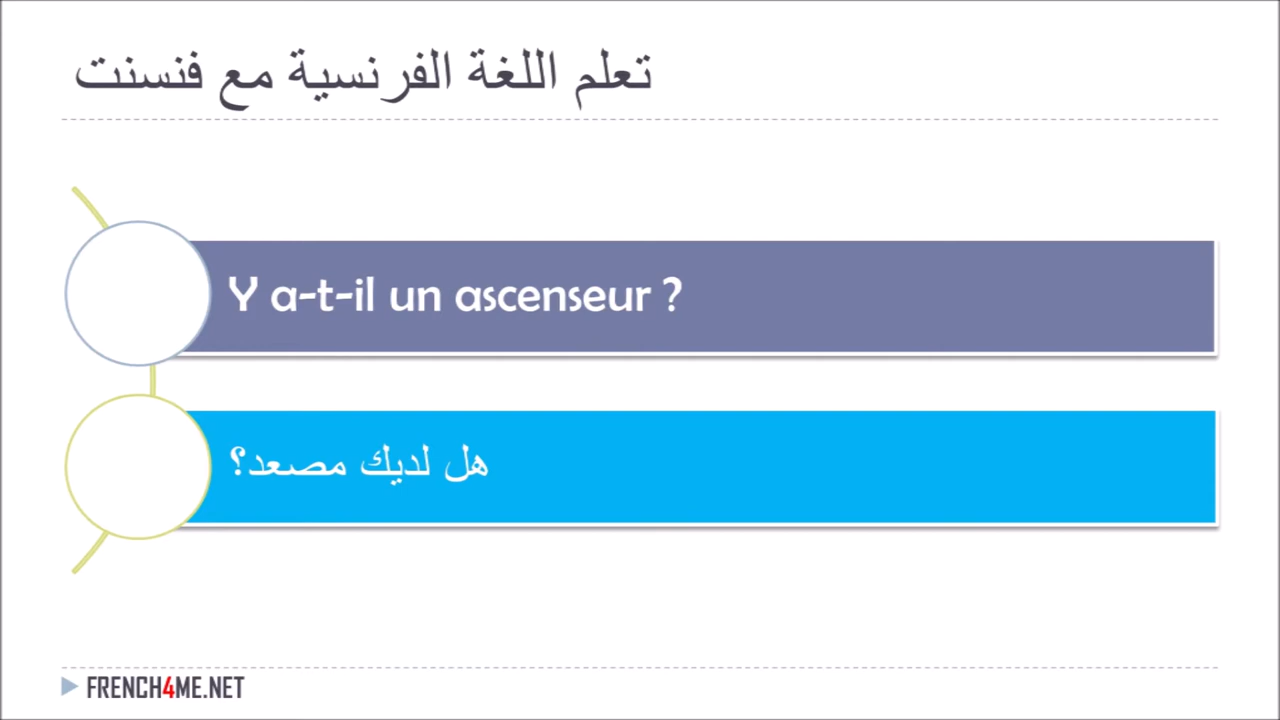 تعلم اللغة الفرنسية مع فنسنت
Y a-t-il un ascenseur ?
هل لديك مصعد؟
FRENCH4ME.NET